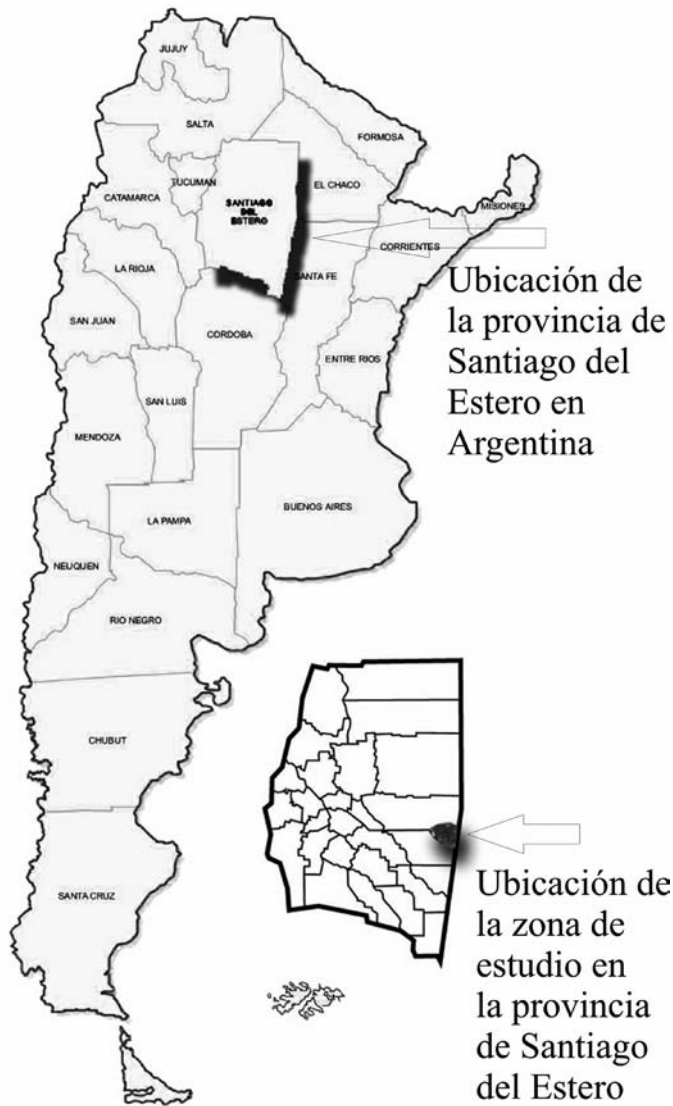 JUJUY
SALTA
FORMOSA
EL CHACO
TUCUMAN
CATAMARCA
SANTIAGO
DEL
ESTERO
MISIONES
CORRIENTES
LA RIOJA
SANTA FE
SAN JUAN
CORDOBA
ENTRE RIOS
SAN LUIS
MENDOZA
BUENOS AIRES
LA PAMPA
NEUQUEN
RIO NEGRO
CHUBUT
SANTA CRUZ
Ubicación de
la provincia de
Santiago del
Estero en
Argentina
Ubicación de
la zona de
estudio en
la provincia
de Santiago
del Estero